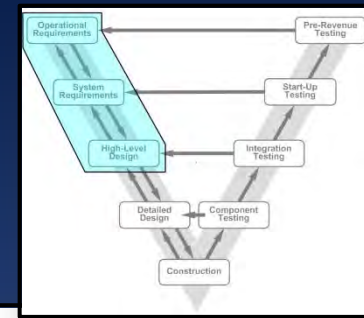 Operational
Requirements
Pre-Revenue
Testing
System
Requirements
Start-Up
Testing
High-Level
Design
Integration
Testing
Detailed
Design
Component
Testing
Construction